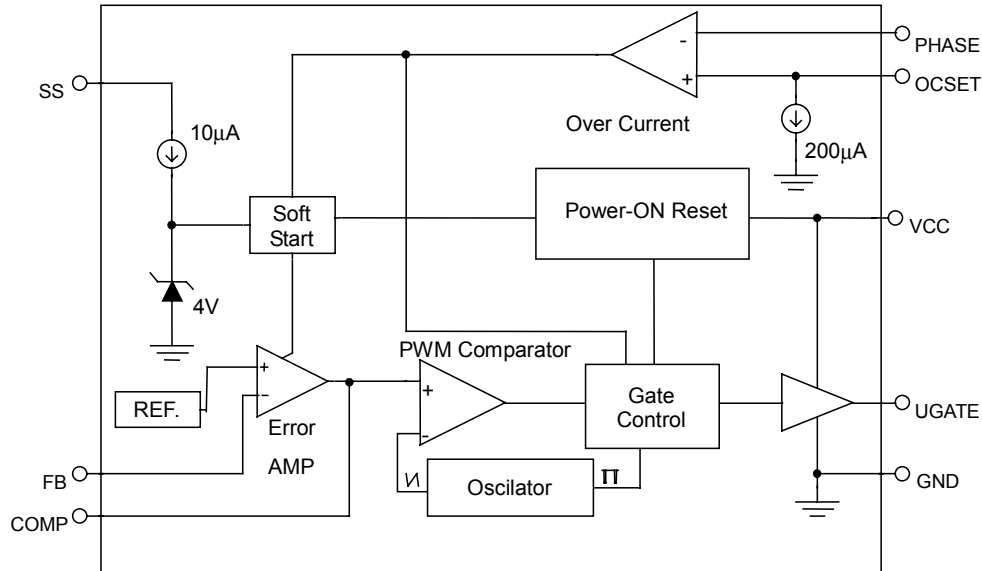 PHASE
SS
OCSET
-
+
10µA
Over Current
200µA
Soft
Start
Power-ON Reset
VCC
4V
PWM Comparator
+
-
REF.
+
-
Gate
Control
UGATE
Error
AMP
FB
Oscilator
GND
COMP